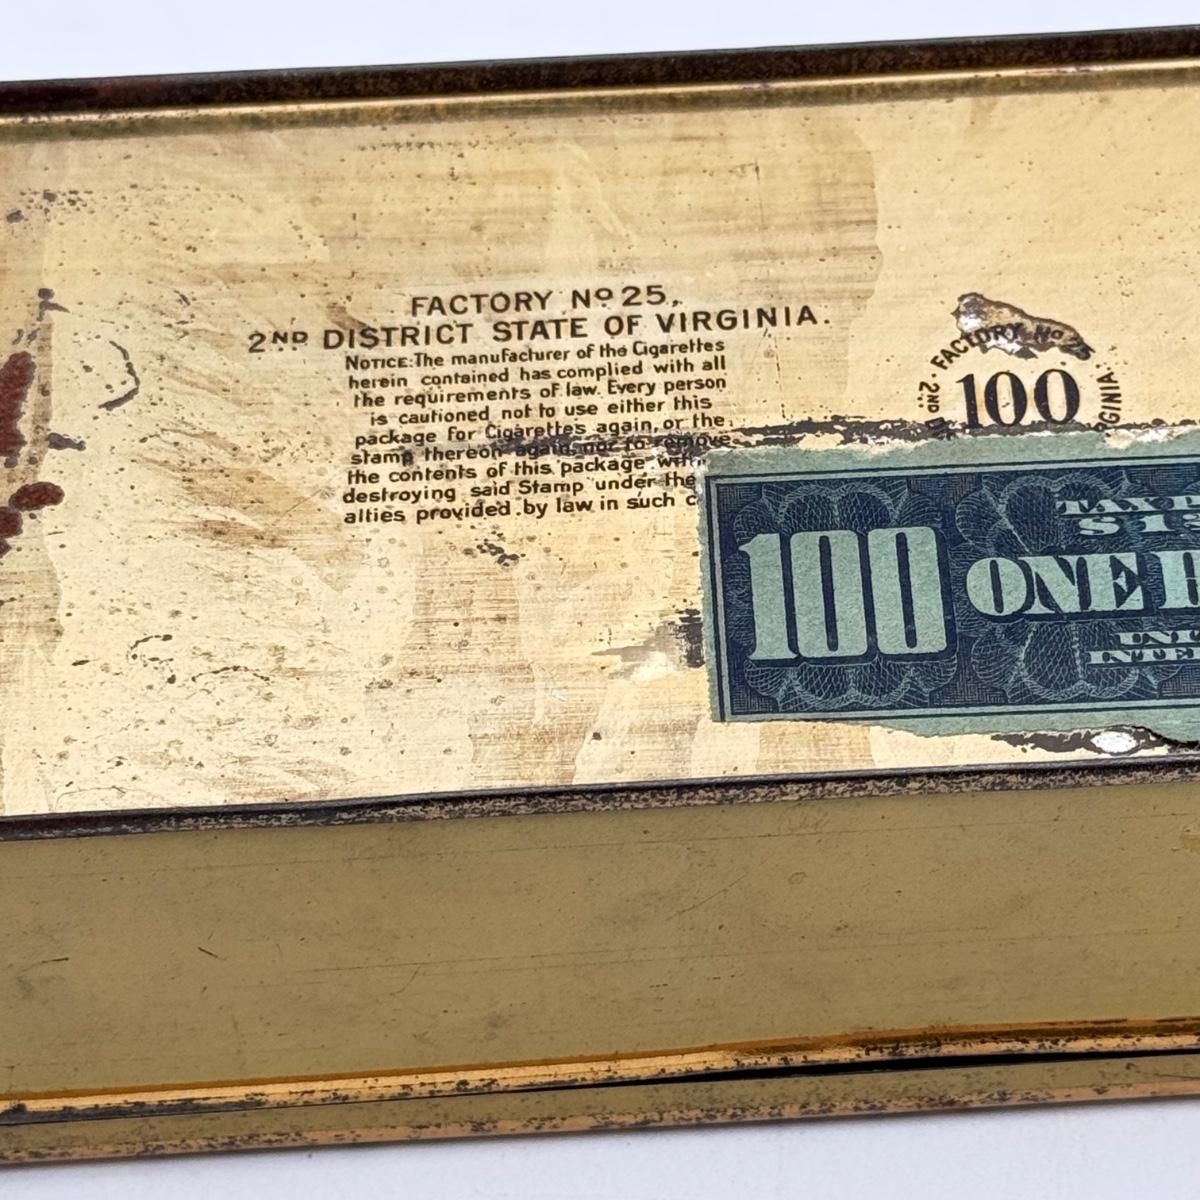 FACTORY Nº 25,
2ND DISTRICT STATE OF VIRGINIA.
NOTICE: The manufacturer of the Cigarettes
herein contained has complied with all
the requirements of law. Every person
is cautioned not to use either this
package for Cigarettes again, or the
stamp thereon again, nor to remove
the contents of this package
destroying said Stamp under the
alties provided by law in such
FACTORY Nº 25
2ND
100
100
TAX
ONE